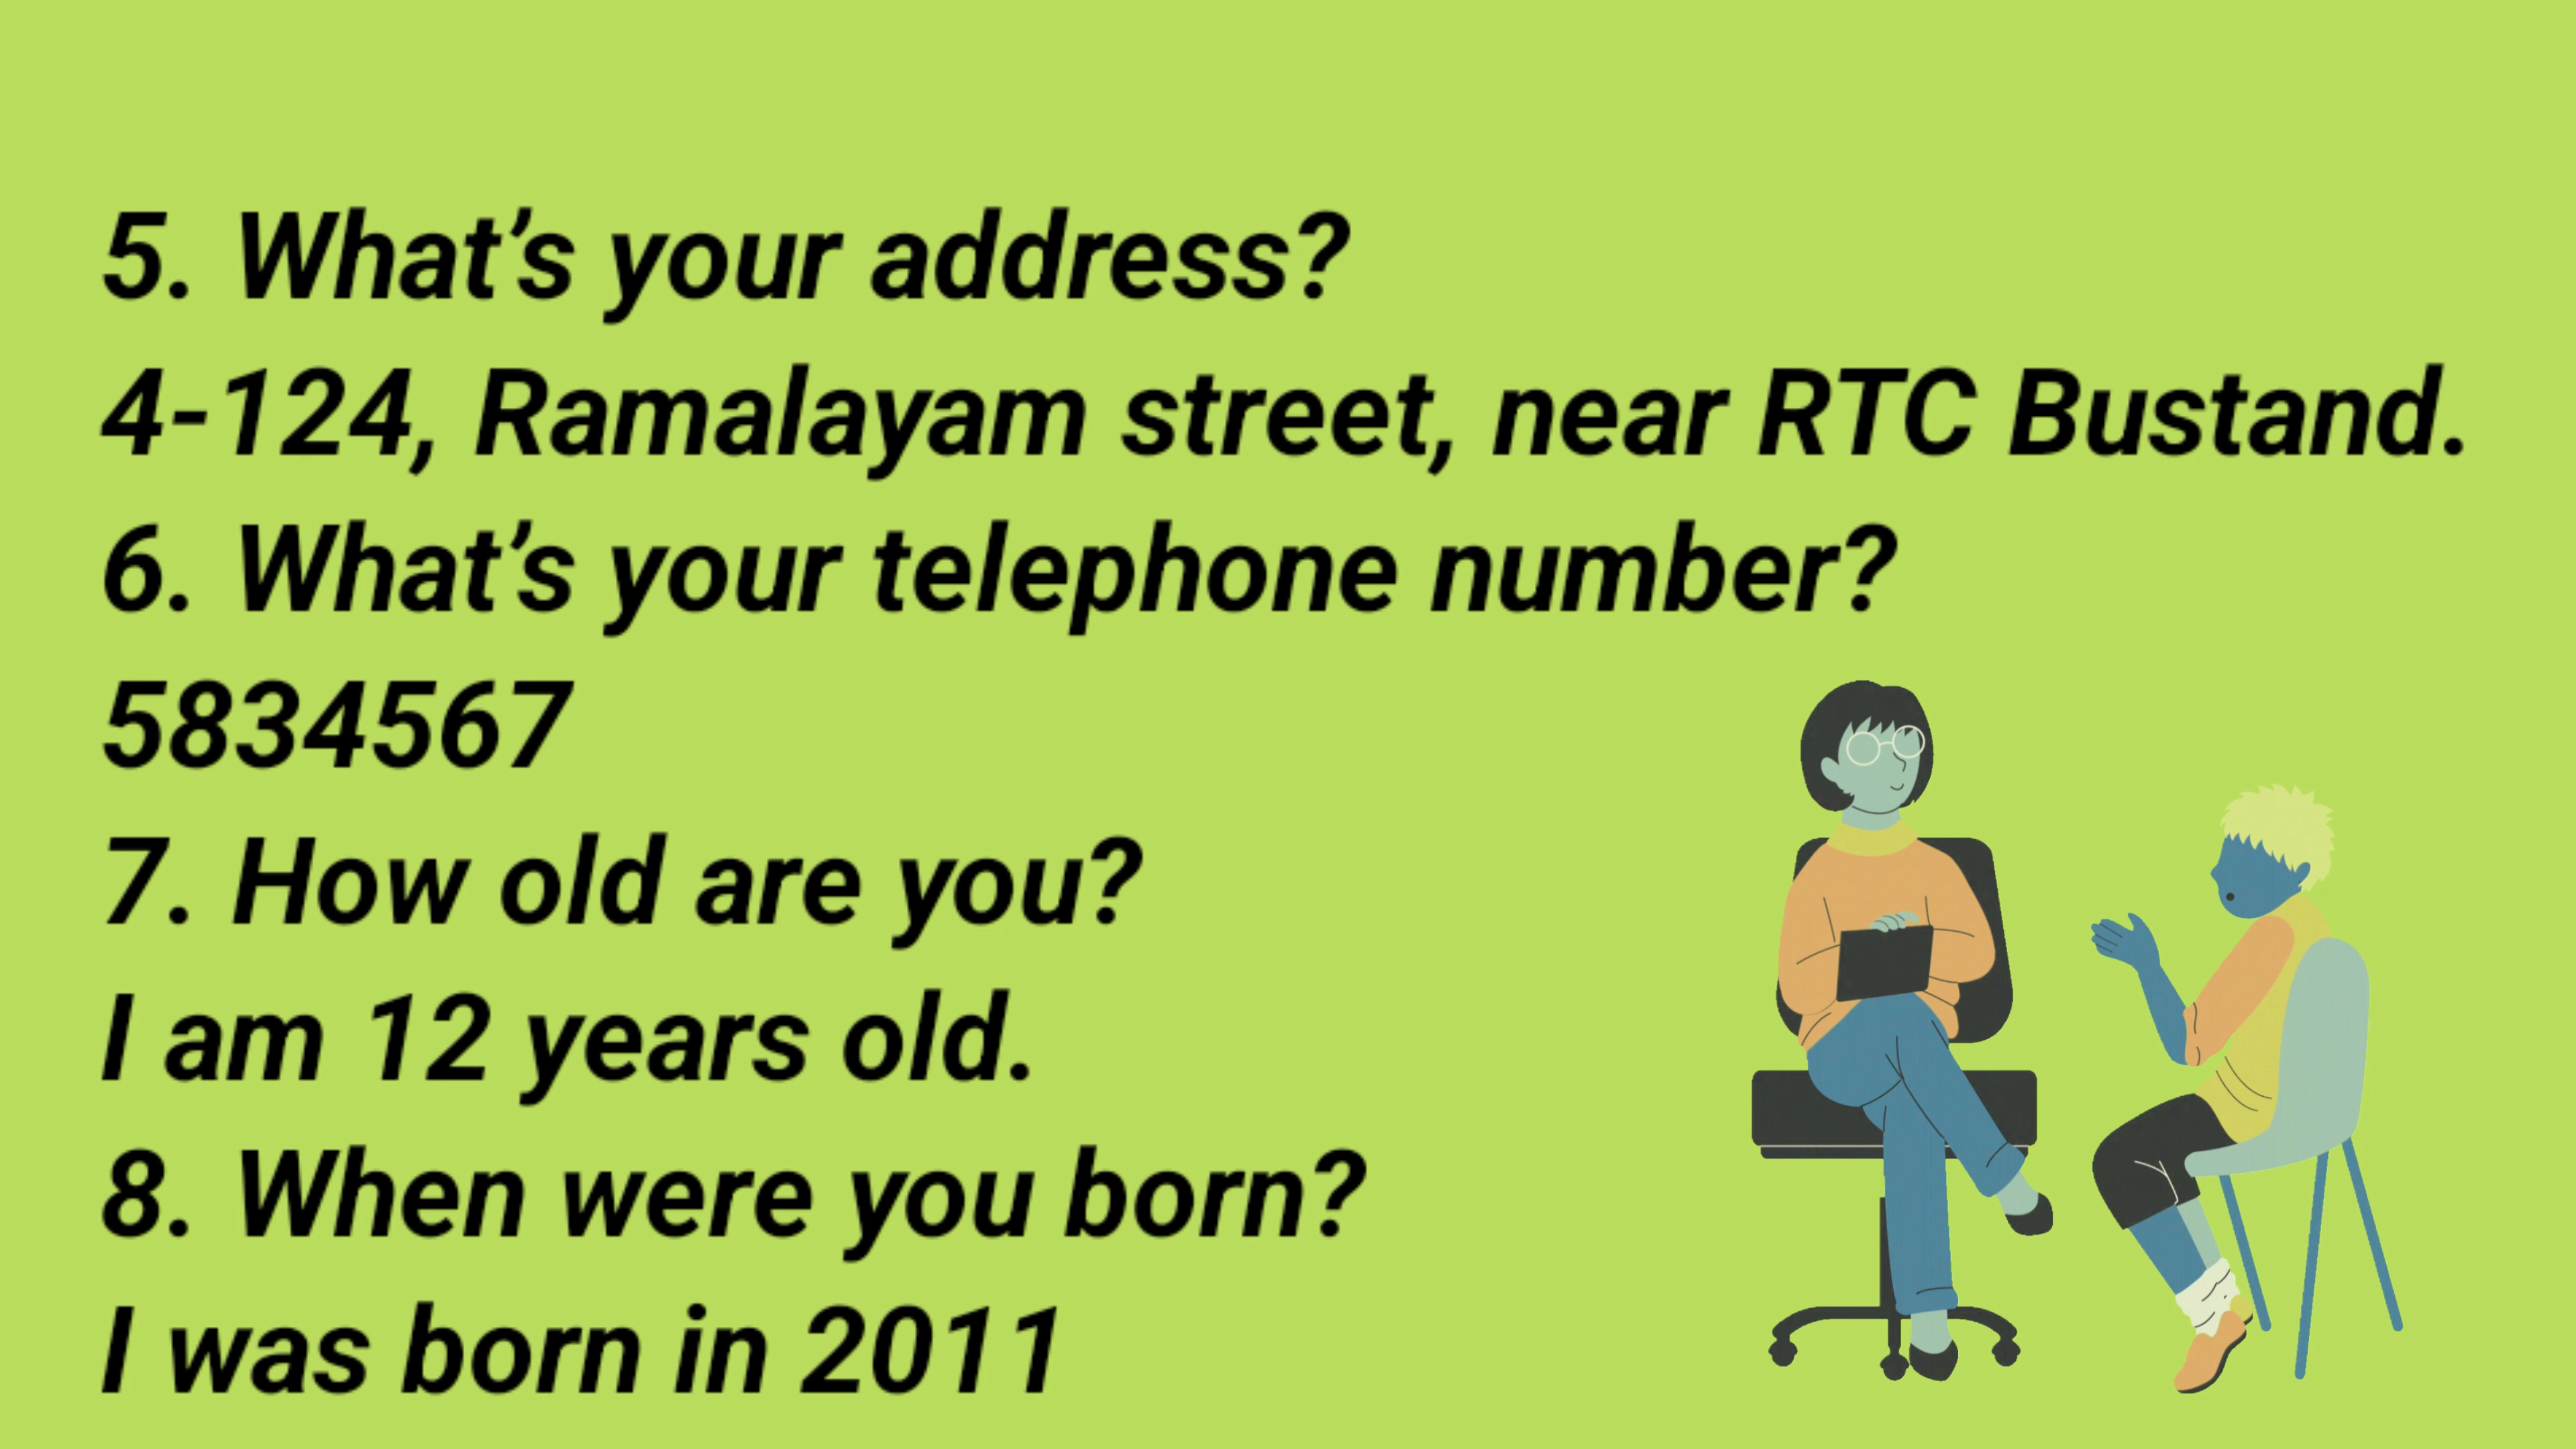 5. What’s your address?
4-124, Ramalayam street, near RTC Bustand.
6. What’s your telephone number?
5834567
7. How old are you?
I am 12 years old.
8. When were you born?
I was born in 2011